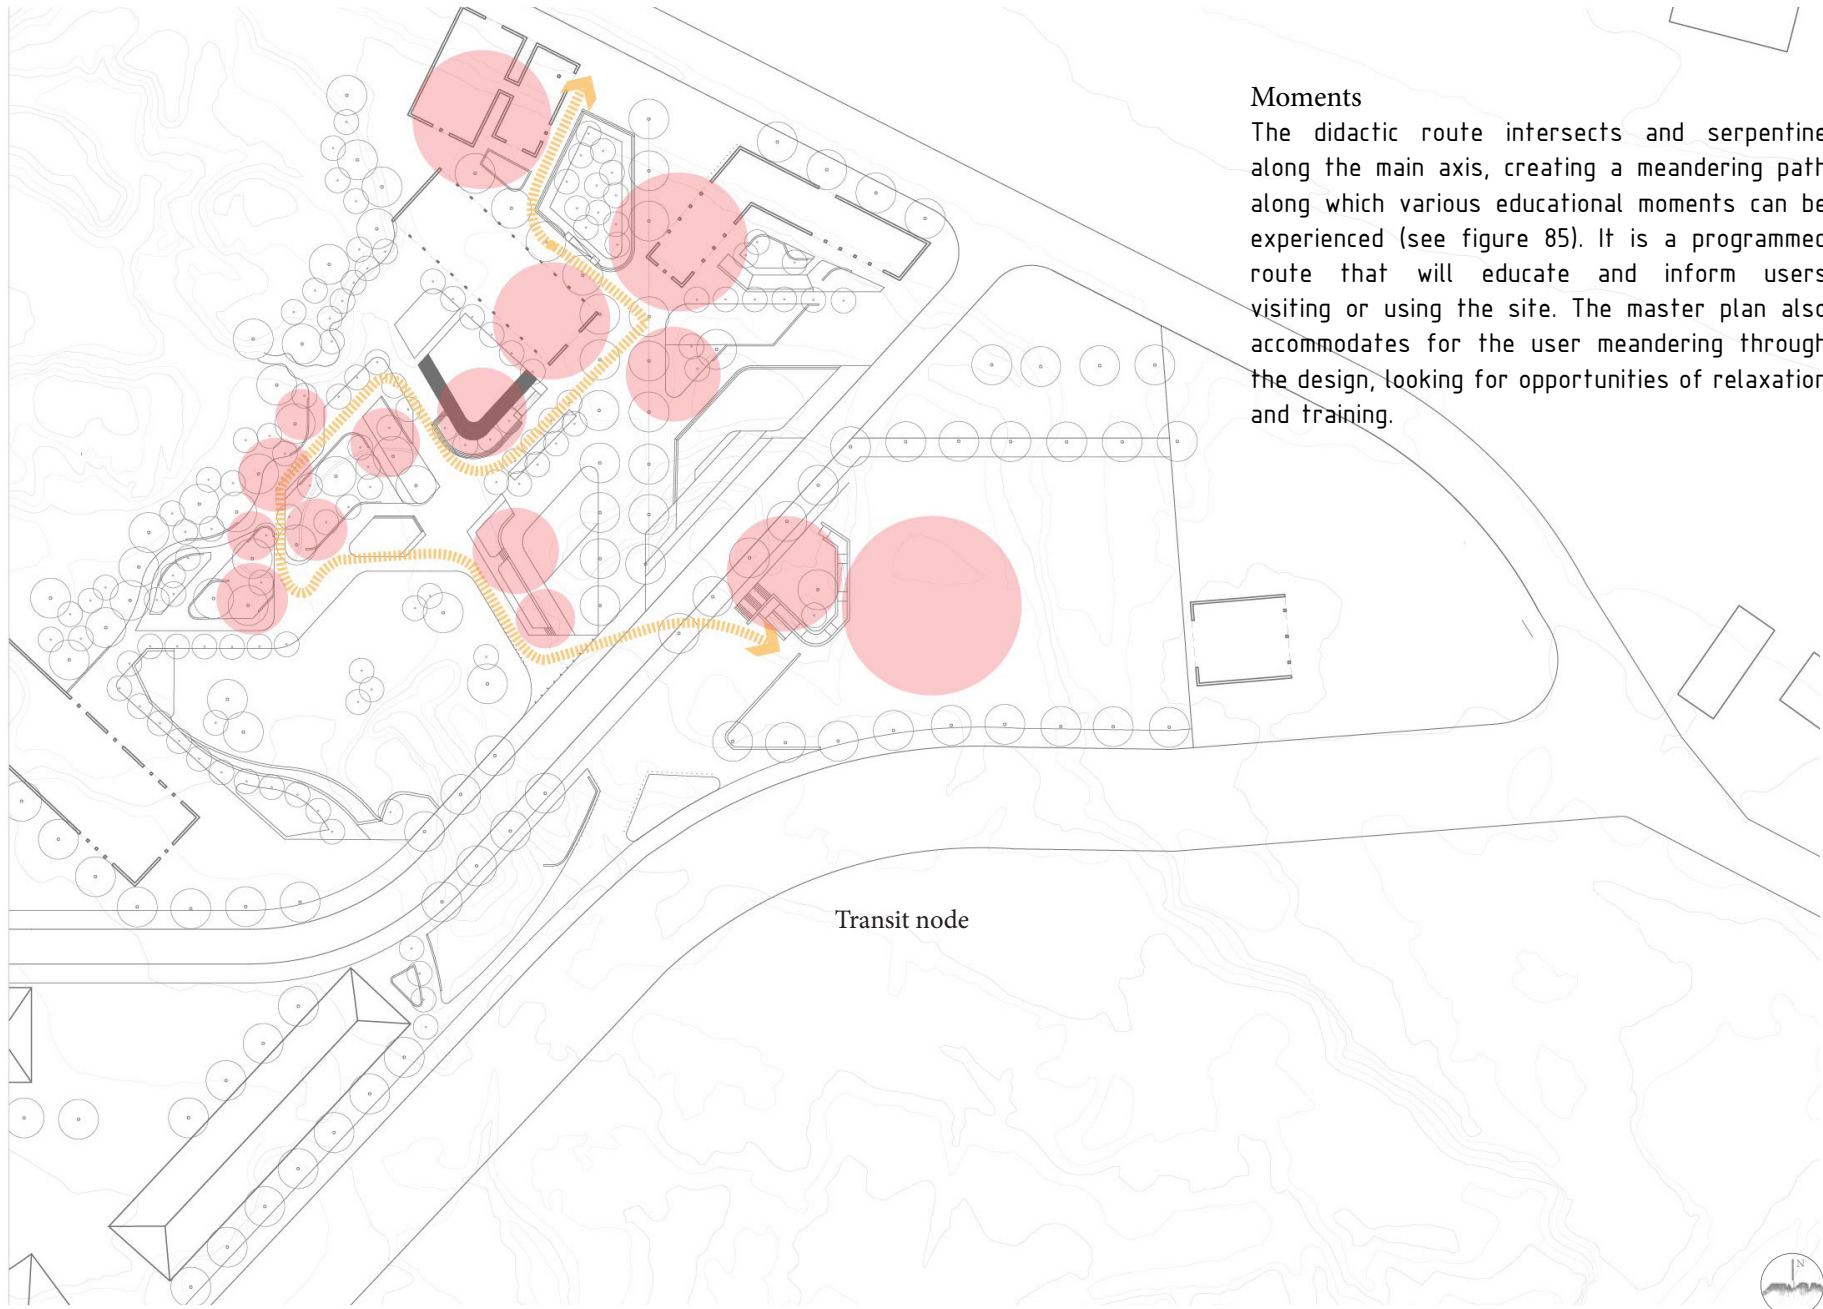 Moments
The didactic route intersects and serpentine
along the main axis, creating a meandering path
along which various educational moments can be
experienced (see figure 85). It is a programmed
route that will educate and inform users
visiting or using the site. The master plan also
accommodates for the user meandering through
the design, looking for opportunities of relaxation
and training.
Transit node
N